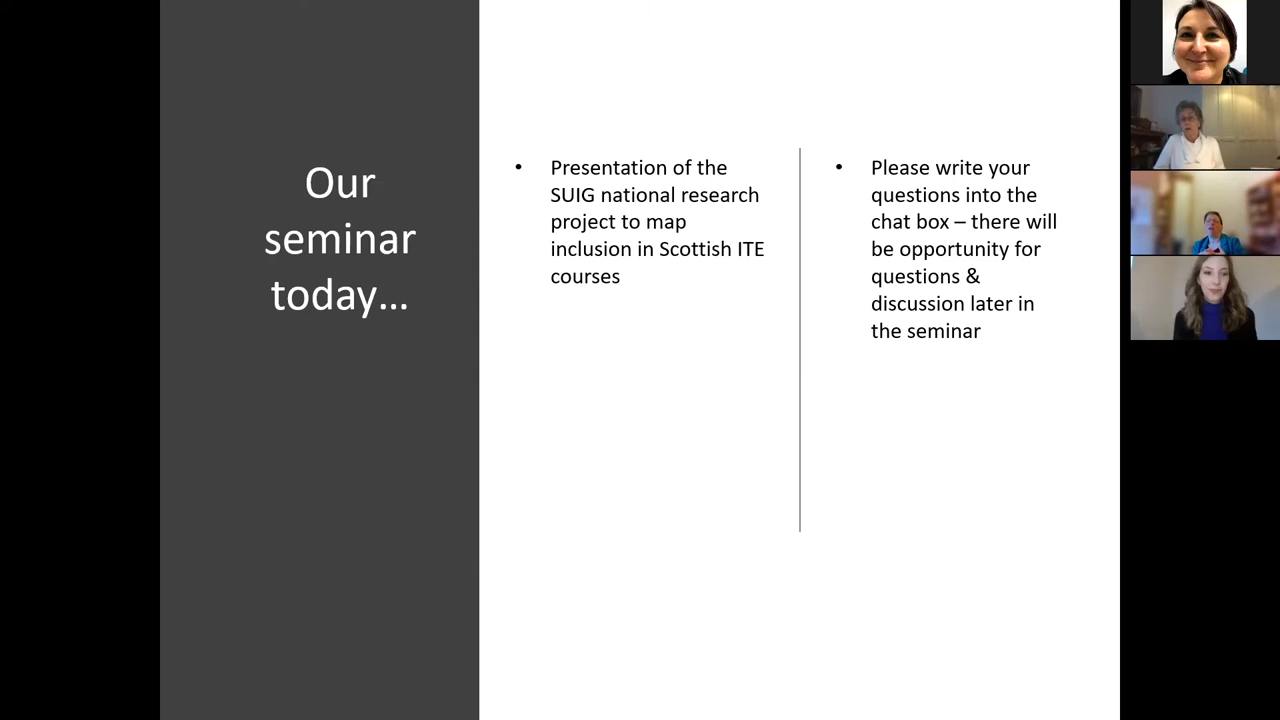 Our
seminar
today…
• Presentation of the
SUIG national research
project to map
inclusion in Scottish ITE
courses
• Please write your
questions into the
chat box – there will
be opportunity for
questions &
discussion later in
the seminar